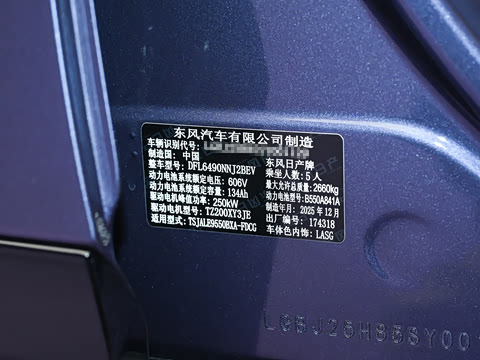 东风汽车有限公司制造
车辆识别代号:
制造国: 中国 东风日产牌
整车型号: DFL6490NNJ2BEV 乘坐人数: 5人
动力电池系统额定电压: 606V 最大允许总质量: 2660kg
动力电池系统额定容量: 134Ah 动力电池型号: B550A841A
驱动电机峰值功率: 250kW 制造年月: 2025年12月
驱动电机型号: TZ200XY3JE 出厂编号: 174318
适用型式: TSJALE9550BXA-FDCG 车体色内饰: LASG